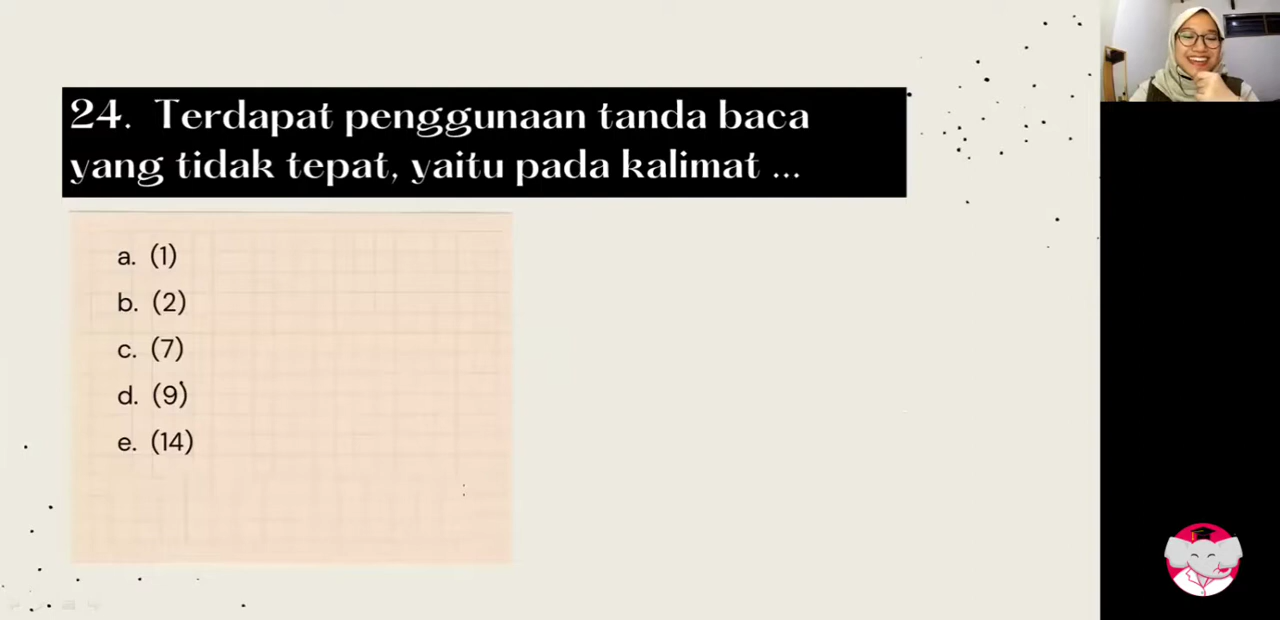 24. Terdapat penggunaan tanda baca
yang tidak tepat, yaitu pada kalimat ...
a. (1)
b. (2)
c. (7)
d. (9)
e. (14)